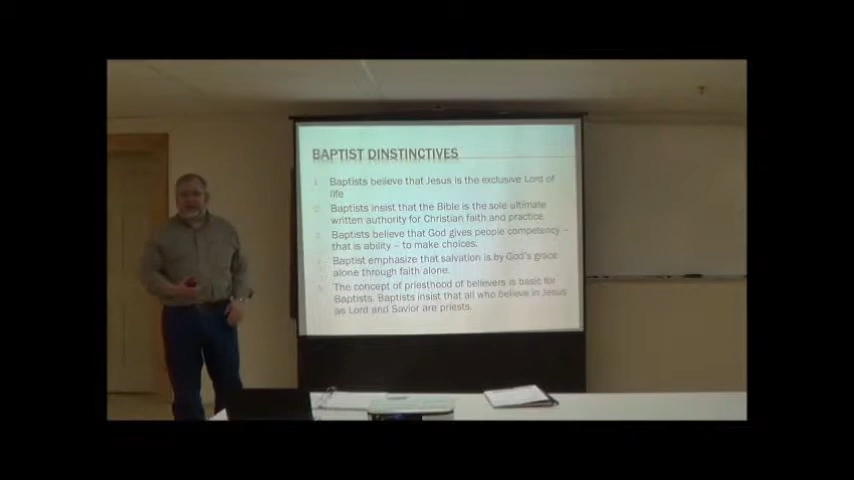 BAPTIST DINSTINCTIVES
1. Baptists believe that Jesus is the exclusive Lord of
life
2. Baptists insist that the Bible is the sole ultimate
written authority for Christian faith and practice.
3. Baptists believe that God gives people competency –
that is ability – to make choices.
4. Baptist emphasize that salvation is by God's grace
alone through faith alone.
5. The concept of priesthood of believers is basic for
Baptists. Baptists insist that all who believe in Jesus
as Lord and Savior are priests.